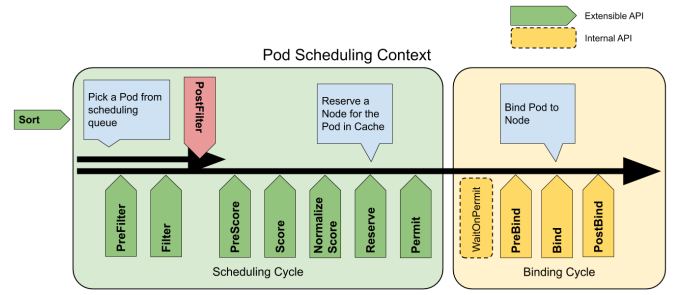 Extensible API
Internal API
Pod Scheduling Context
Sort
Pick a Pod from
scheduling
queue
PostFilter
Reserve a
Node for the
Pod in Cache
Bind Pod to
Node
PreFilter
Filter
PreScore
Score
Normalize
Score
Reserve
Permit
WaitOnPermit
PreBind
Bind
PostBind
Scheduling Cycle
Binding Cycle